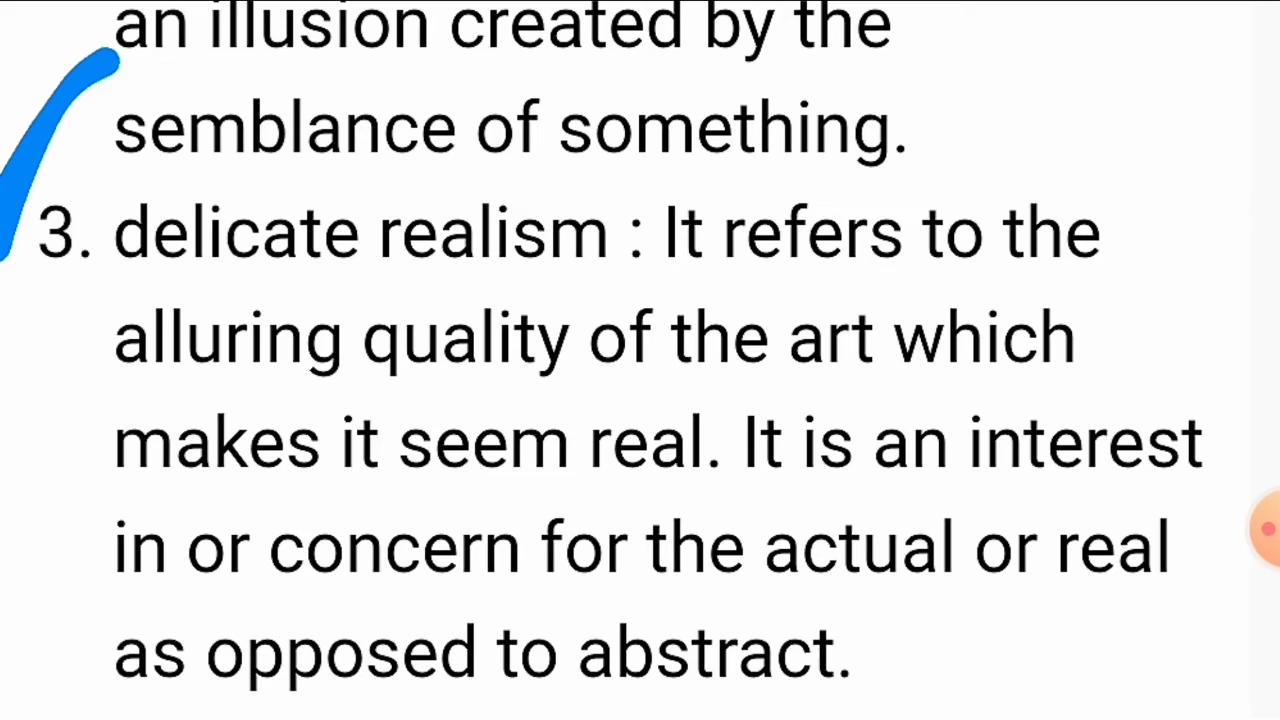 an illusion created by the
semblance of something.
3. delicate realism : It refers to the
alluring quality of the art which
makes it seem real. It is an interest
in or concern for the actual or real
as opposed to abstract.